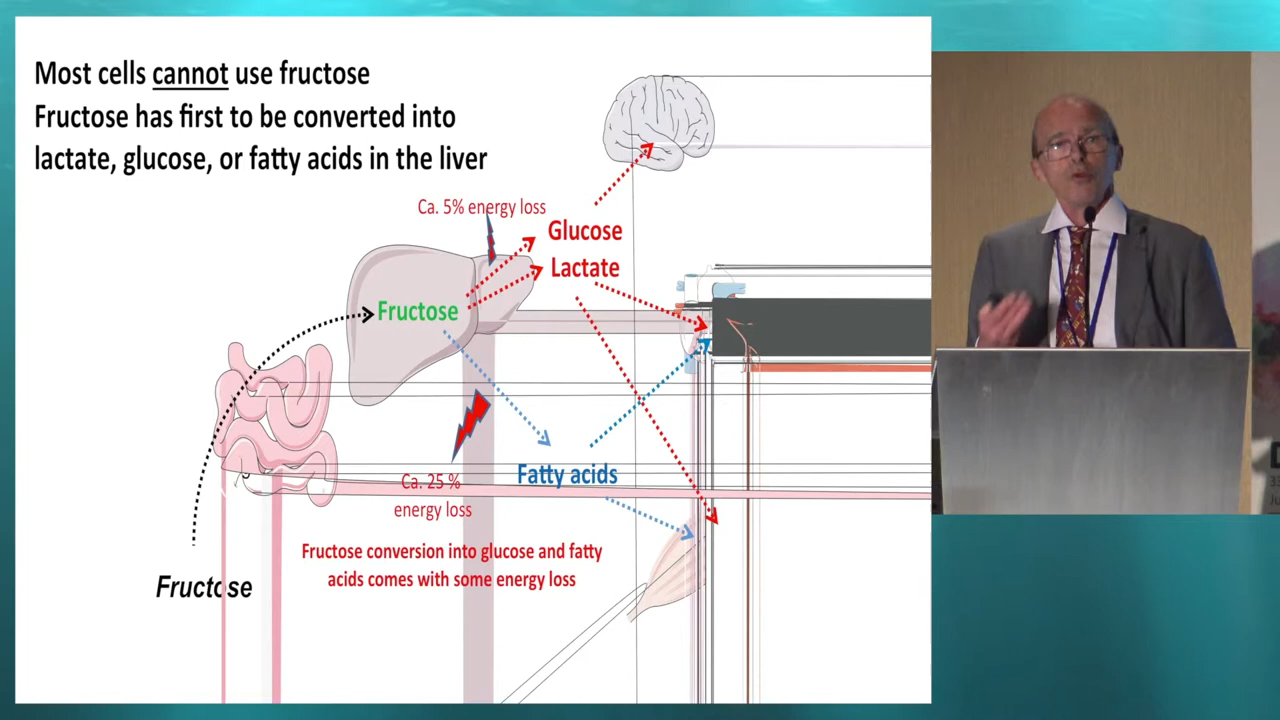 Most cells cannot use fructose
Fructose has first to be converted into
lactate, glucose, or fatty acids in the liver
Ca. 5% energy loss
Glucose
Lactate
Fructose
Fatty acids
Ca. 25 %
energy loss
Fructose conversion into glucose and fatty
acids comes with some energy loss
Fructose